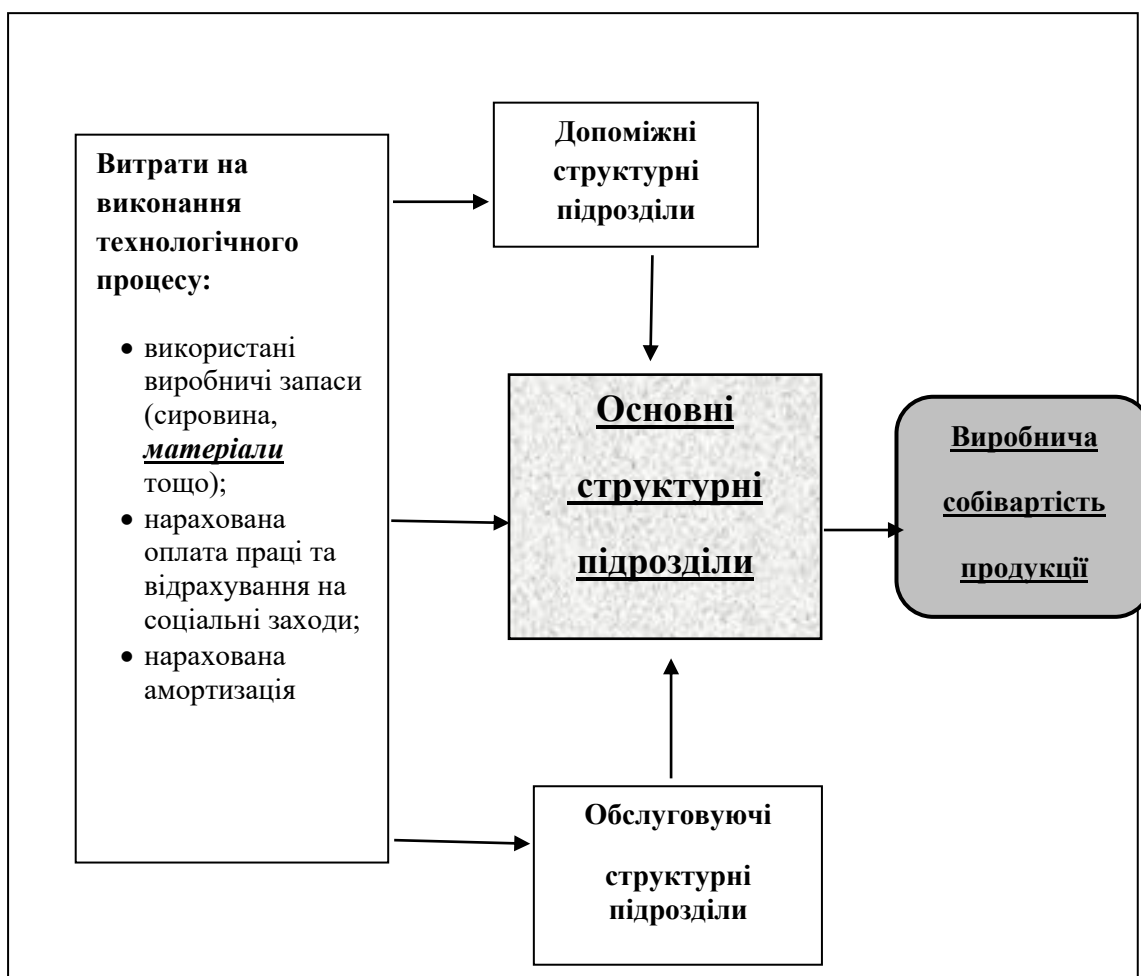 Витрати на
виконання
технологічного
процесу:
• використані
виробничі запаси
(сировина,
матеріали
тощо);
• нарахована
оплата праці та
відрахування на
соціальні заходи;
• нарахована
амортизація
Допоміжні
структурні
підрозділи
Основні
структурні
підрозділи
Виробнича
собівартість
продукції
Обслуговуючі
структурні
підрозділи